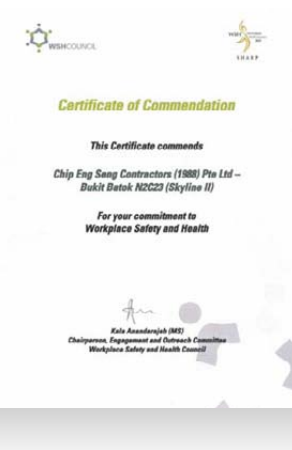 WSHCOUNCIL
SHARP
Certificate of Commendation
This Certificate commends
Chip Eng Seng Contractors (1988) Pte Ltd –
Bukit Batok N2C23 (Skyline II)
For your commitment to
Workplace Safety and Health
Kala Anandarajah (MS)
Chairperson, Engagement and Outreach Committee
Workplace Safety and Health Council